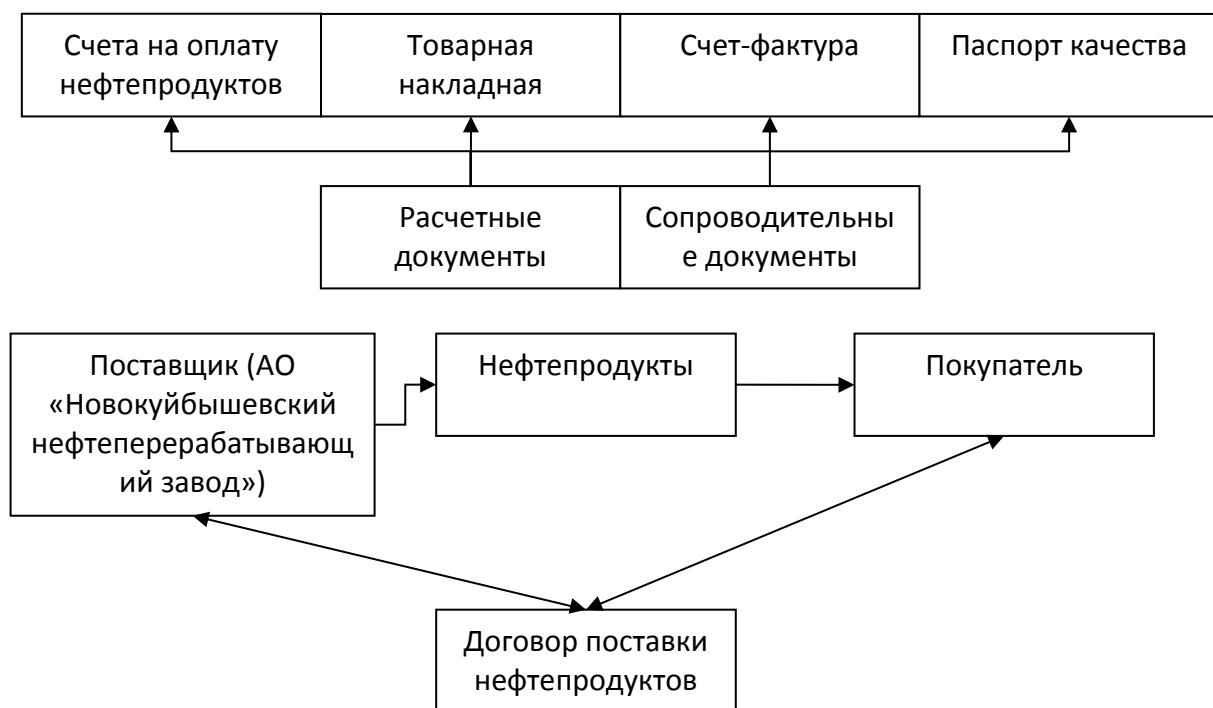 Счета на оплату
нефтепродуктов
Товарная
накладная
Счет-фактура
Паспорт качества
Расчетные
документы
Сопроводительны
е документы
Поставщик (АО
«Новокуйбышевский
нефтеперерабатывающ
ий завод»)
Нефтепродукты
Покупатель
Договор поставки
нефтепродуктов